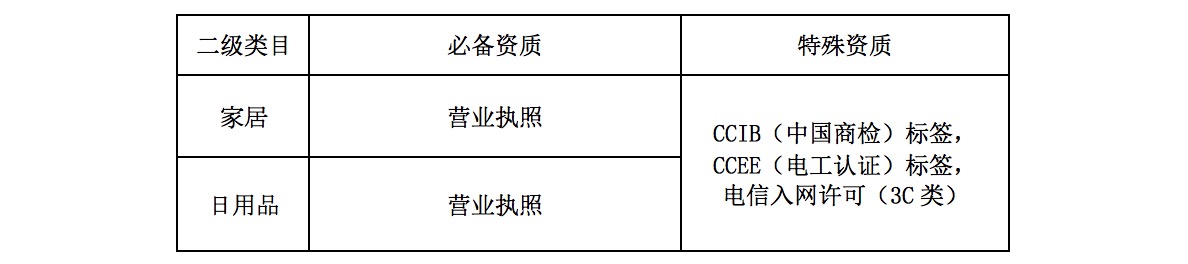 二级类目
必备资质
特殊资质
家居
营业执照
CCIB（中国商检）标签，
CCEE（电工认证）标签，
电信入网许可（3C 类）
日用品
营业执照